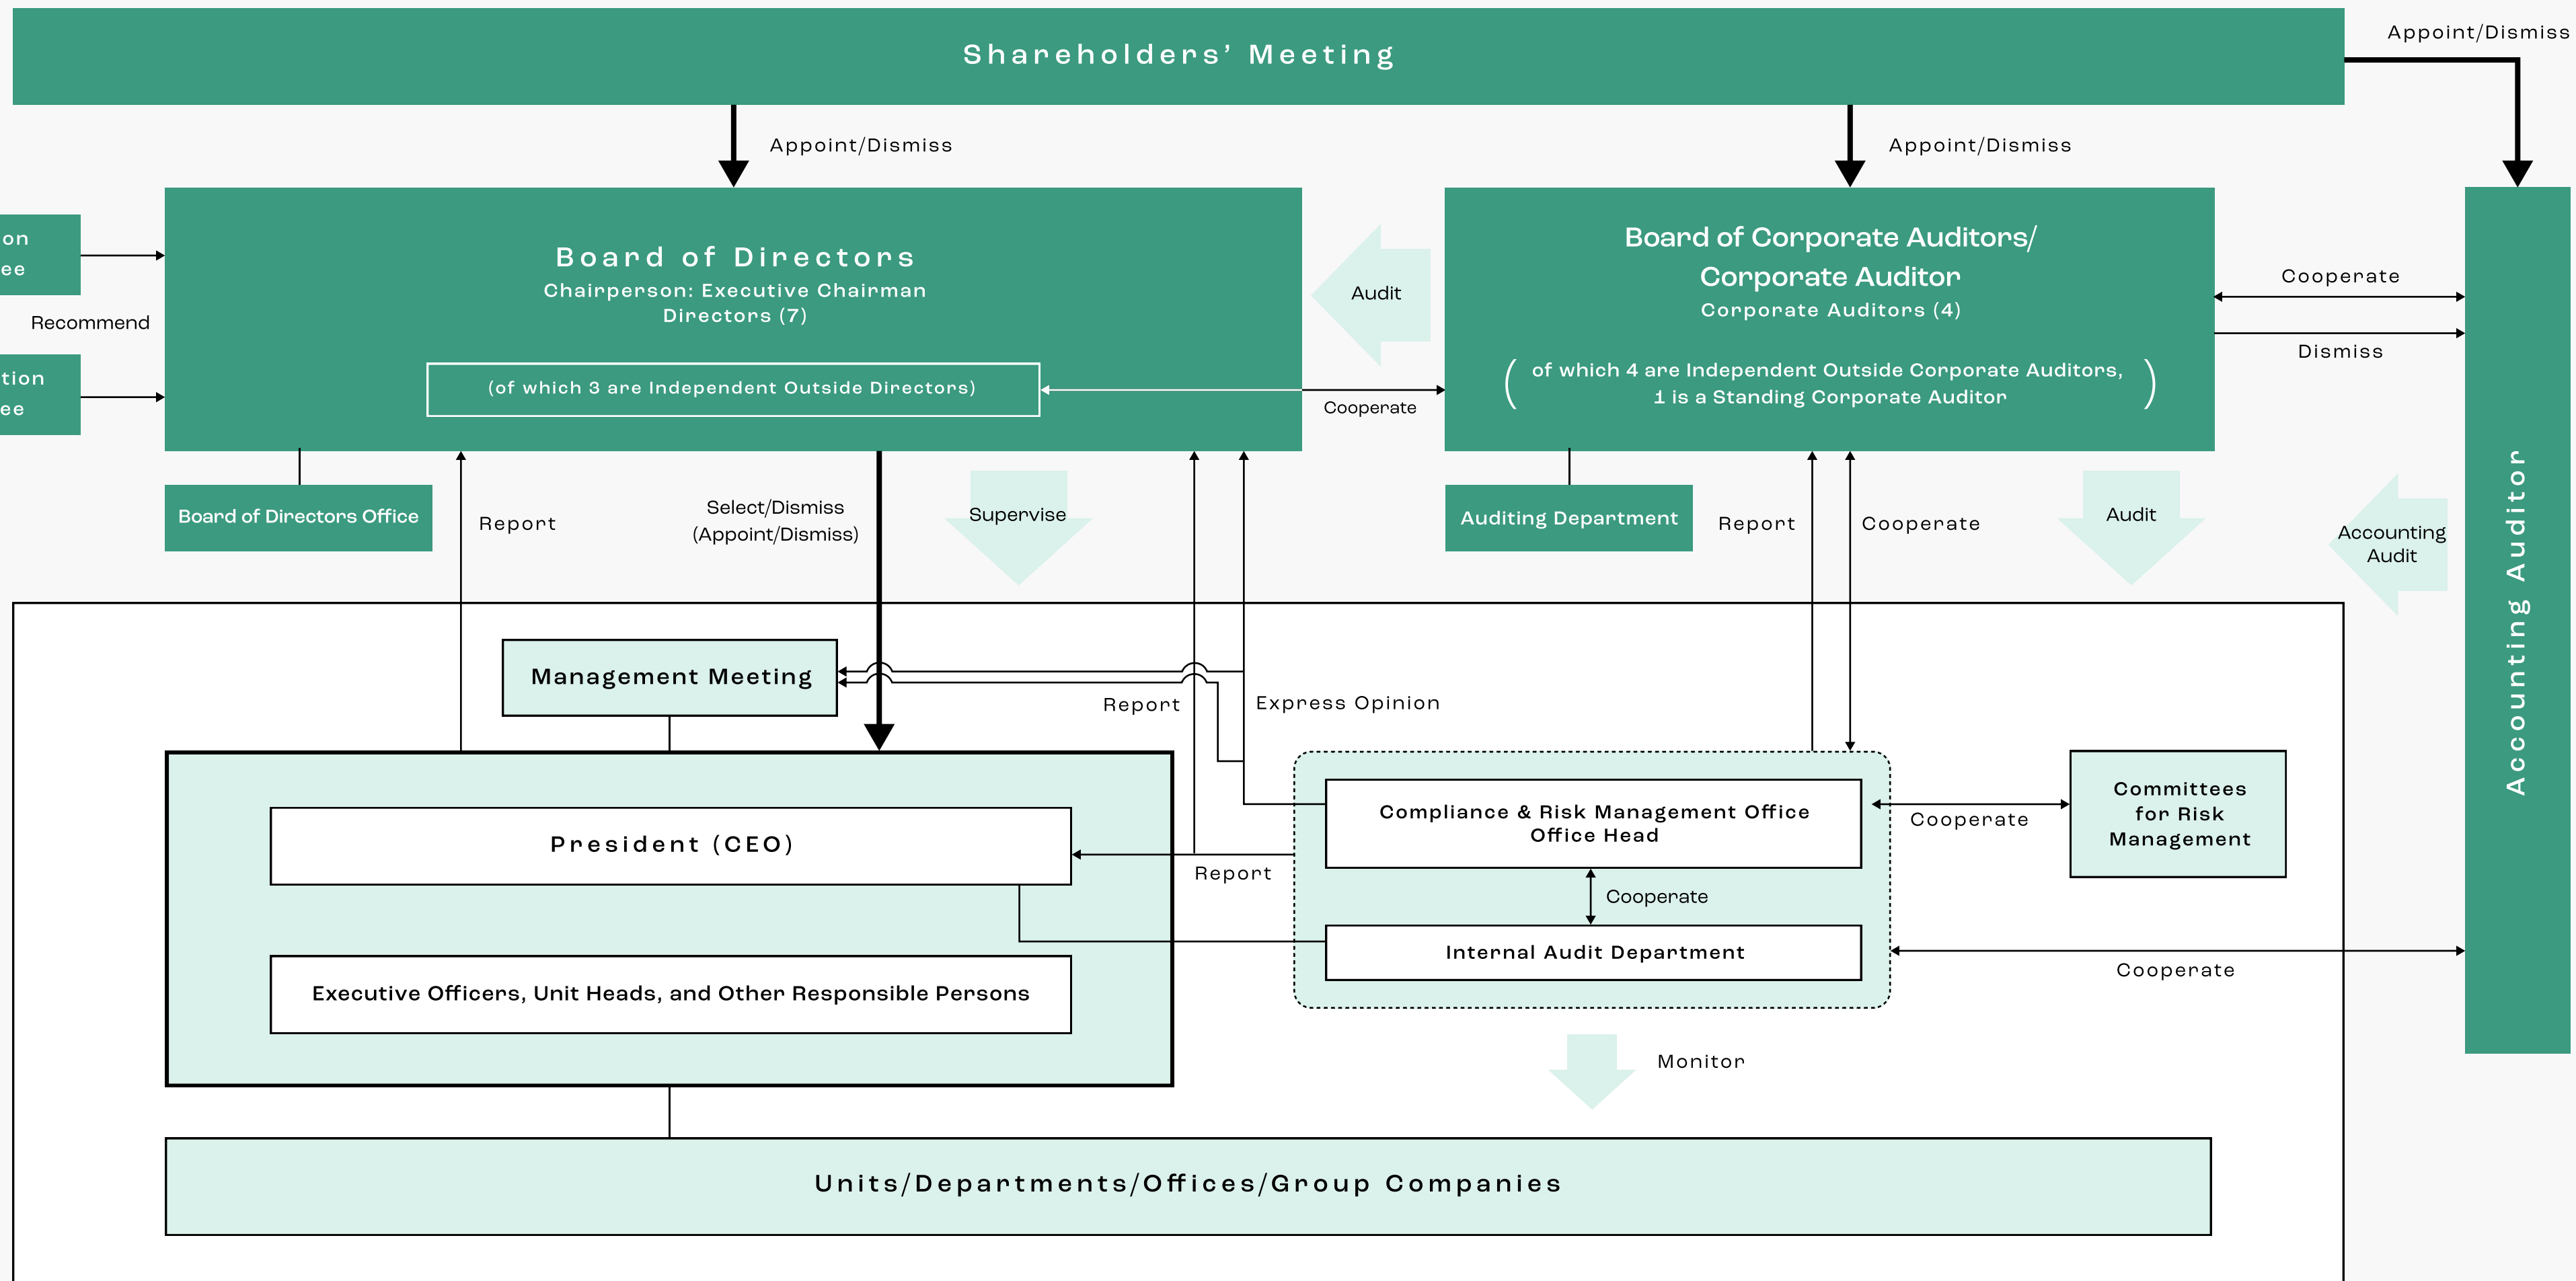 Shareholders’ Meeting
Appoint/Dismiss
Appoint/Dismiss
Appoint/Dismiss
on
ee
Recommend
tion
ee
Board of Directors
Chairperson: Executive Chairman
Directors (7)
(of which 3 are Independent Outside Directors)
Audit
Cooperate
Board of Corporate Auditors/
Corporate Auditor
Corporate Auditors (4)
( of which 4 are Independent Outside Corporate Auditors,
1 is a Standing Corporate Auditor )
Cooperate
Dismiss
Accounting Auditor
Board of Directors Office
Report
Select/Dismiss
(Appoint/Dismiss)
Supervise
Auditing Department
Report
Cooperate
Audit
Accounting
Audit
Management Meeting
Report
Express Opinion
President (CEO)
Report
Executive Officers, Unit Heads, and Other Responsible Persons
Compliance & Risk Management Office
Office Head
Cooperate
Internal Audit Department
Cooperate
Committees
for Risk
Management
Cooperate
Monitor
Units/Departments/Offices/Group Companies